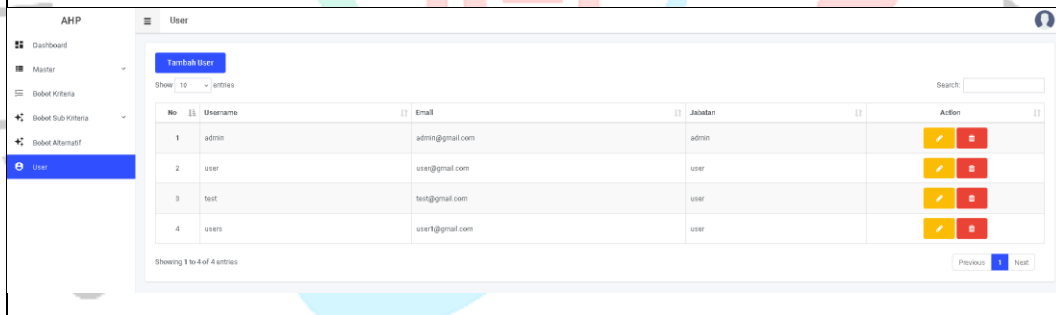 AHP
User
Dashboard
Master
Bobot Kriteria
Bobot Sub Kriteria
Bobot Alternatif
User
Tambah User
Show 10 entries
Search:
No Username Email Jabatan Action
1 admin admin@gmail.com admin
2 user user@gmail.com user
3 test test@gmail.com user
4 users user1@gmail.com user
Showing 1 to 4 of 4 entries
Previous 1 Next